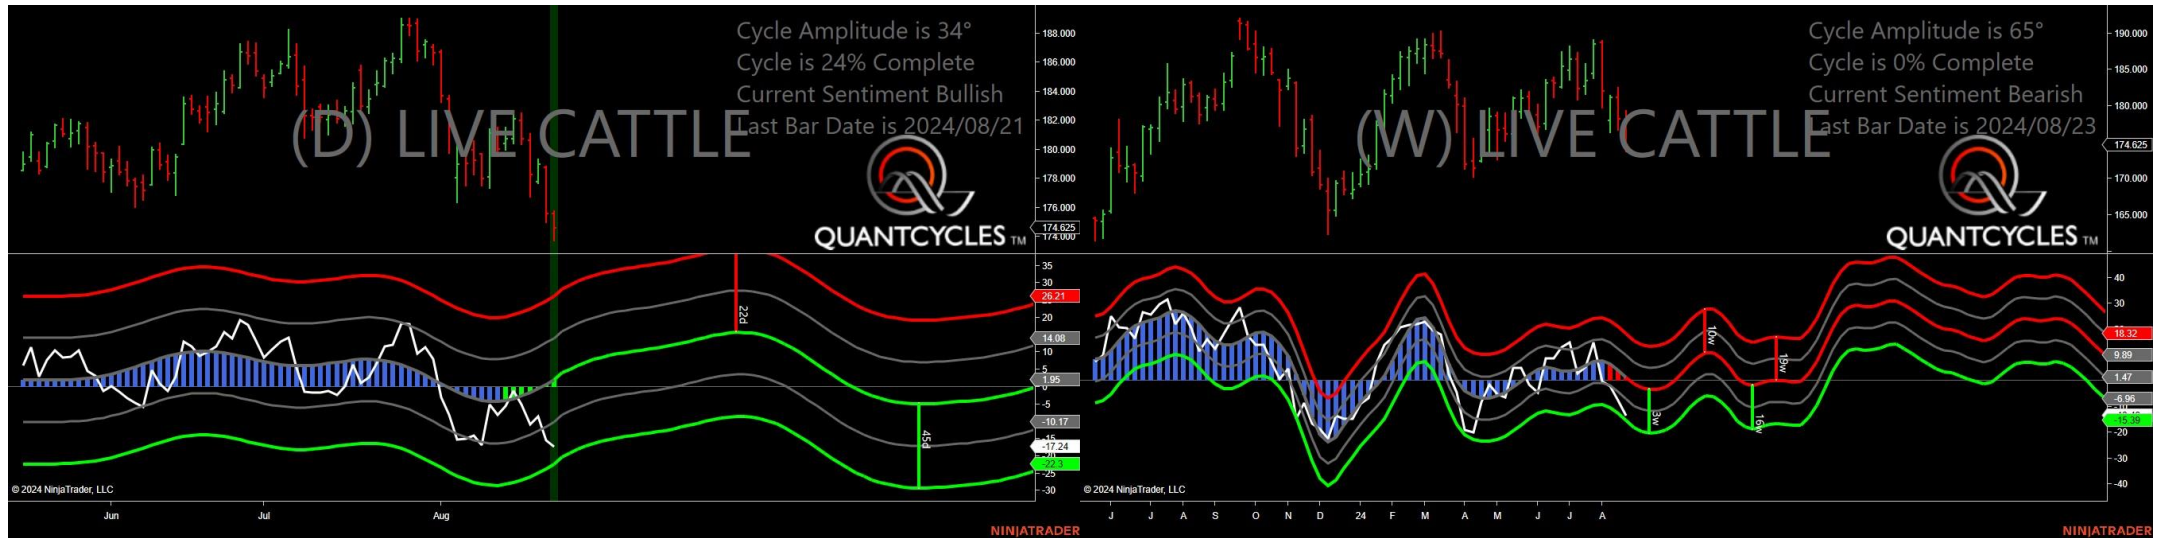 Cycle Amplitude is 34°
Cycle is 24% Complete
Current Sentiment Bullish
Last Bar Date is 2024/08/21
(D) LIVE CATTLE
QUANTCYCLES TM
188.000
186.000
184.000
182.000
180.000
178.000
176.000
174.625
174.000
35
30
26.21
20
14.08
10
5
1.95
0
-5
-10.17
-15
-17.24
-20
-22.3
-25
-30
22d
45d
© 2024 NinjaTrader, LLC
Jun Jul Aug
NINJATRADER
Cycle Amplitude is 65°
Cycle is 0% Complete
Current Sentiment Bearish
Last Bar Date is 2024/08/23
(W) LIVE CATTLE
QUANTCYCLES TM
190.000
185.000
180.000
174.625
170.000
165.000
40
30
18.32
9.89
1.47
-6.96
-15.39
-20
-30
-40
3w
10w
16w
19w
© 2024 NinjaTrader, LLC
J J A S O N D 24 F M A M J J A
NINJATRADER